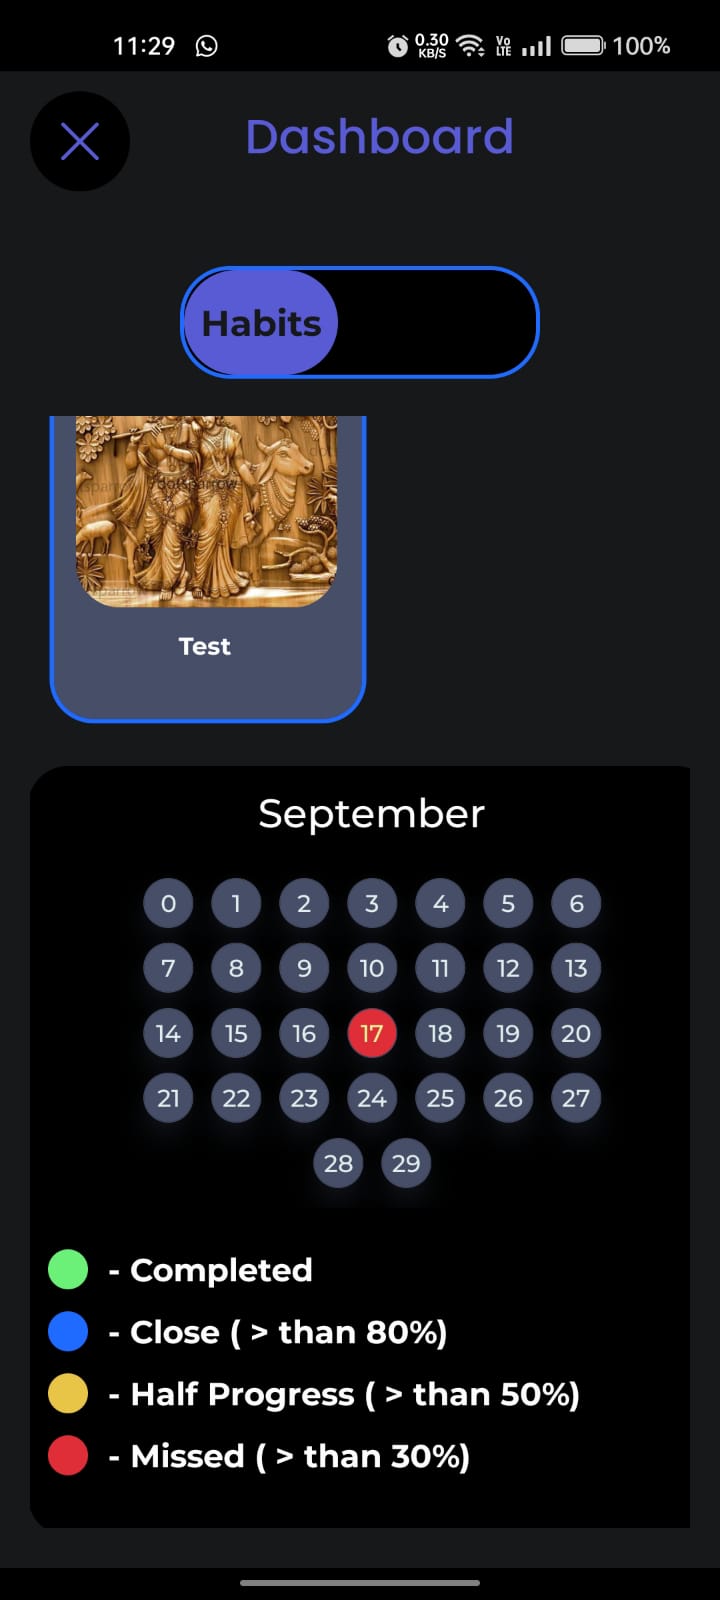 11:29 0.30 KB/S Vo LTE 100%
Dashboard
Habits
dotsparrow
Test
September
0 1 2 3 4 5 6
7 8 9 10 11 12 13
14 15 16 17 18 19 20
21 22 23 24 25 26 27
28 29
- Completed
- Close ( > than 80%)
- Half Progress ( > than 50%)
- Missed ( > than 30%)